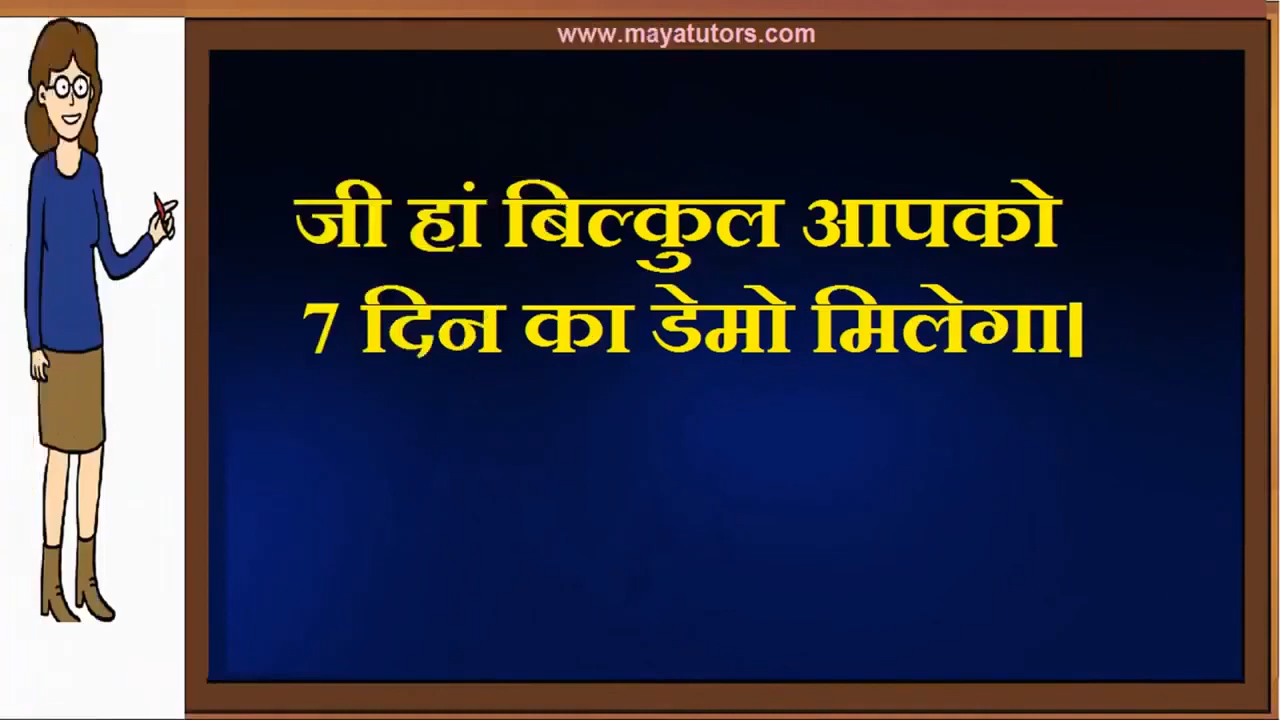 www.mayatutors.com
जी हां बिल्कुल आपको
7 दिन का डेमो मिलेगा।